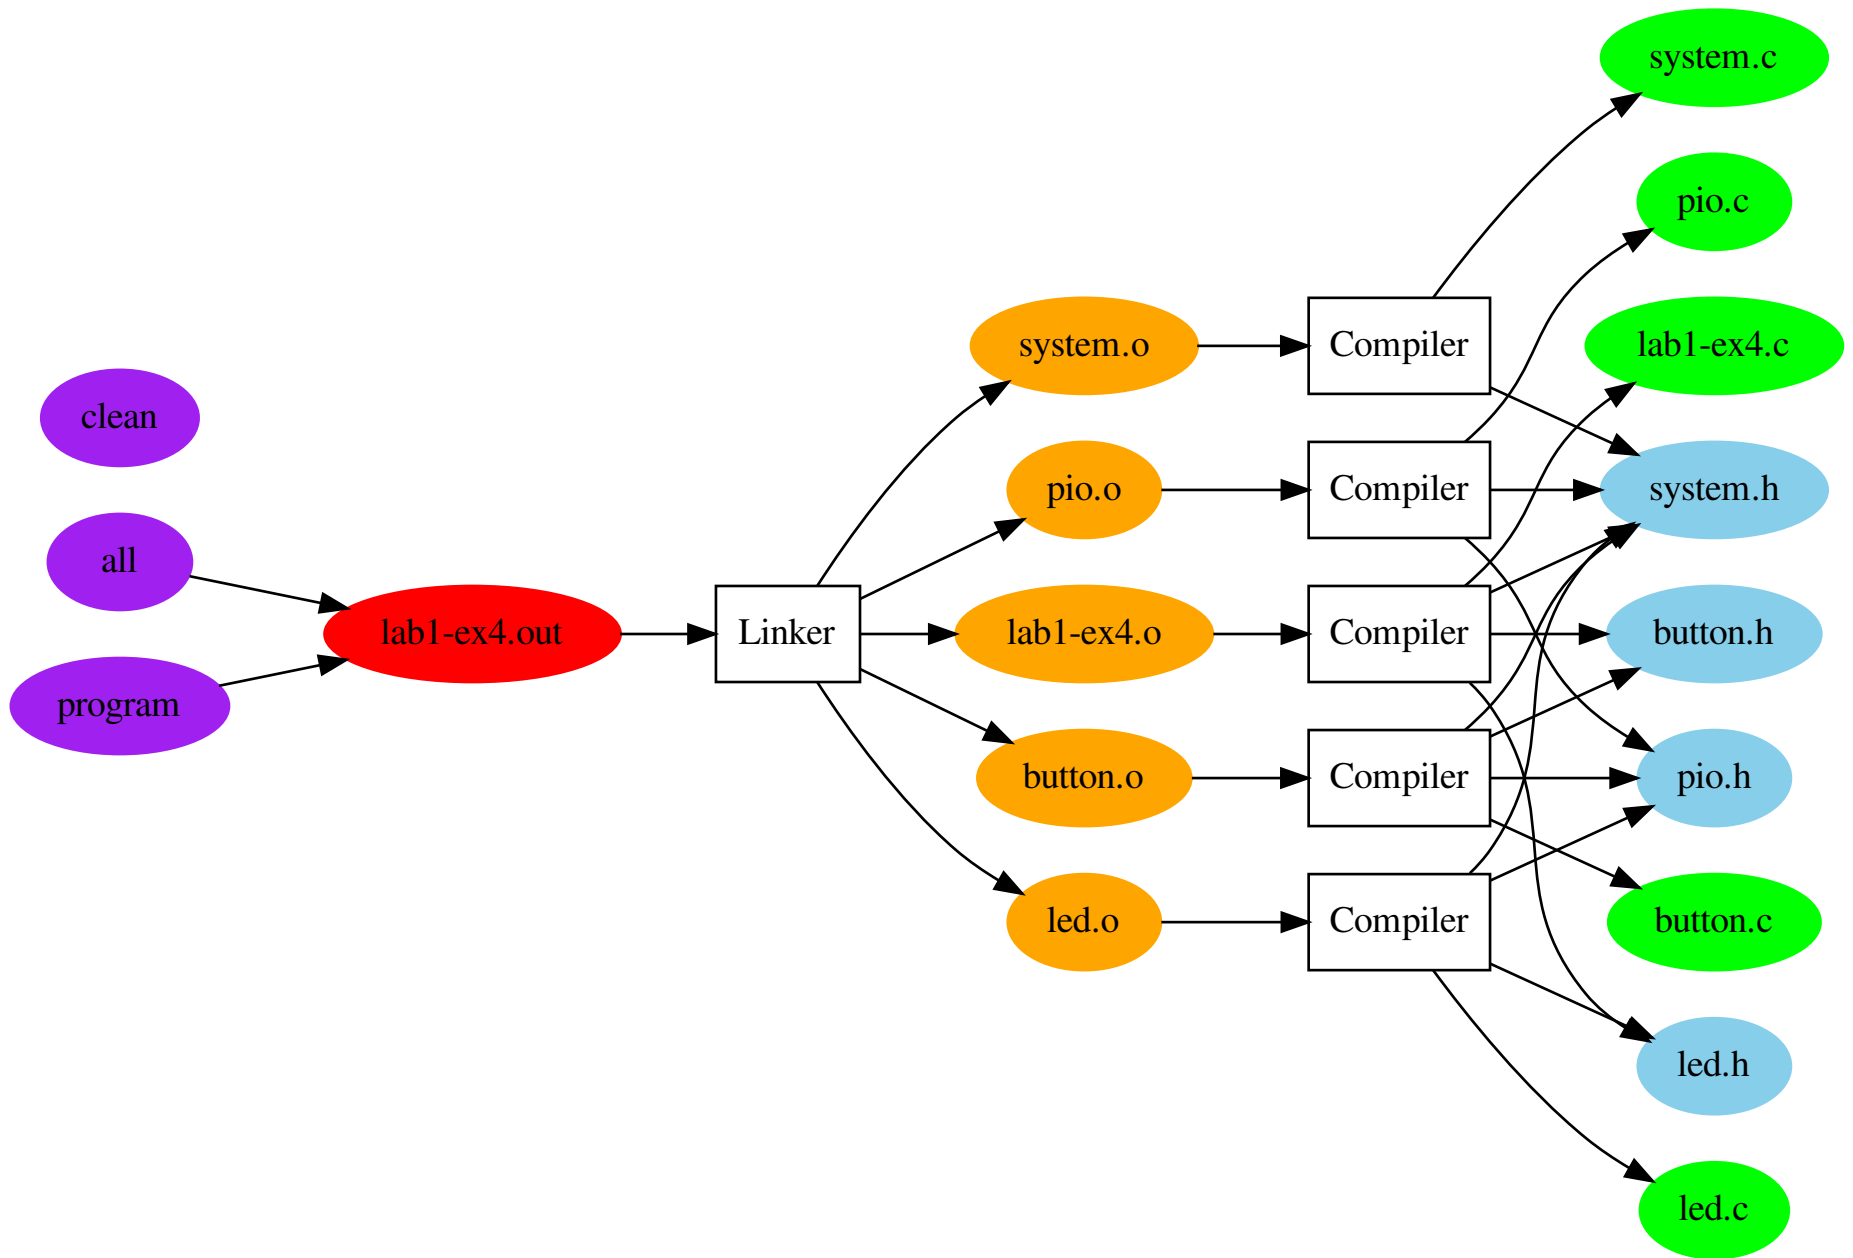 clean
all
program
lab1-ex4.out
Linker
system.o
pio.o
lab1-ex4.o
button.o
led.o
Compiler
Compiler
Compiler
Compiler
Compiler
system.c
pio.c
lab1-ex4.c
system.h
button.h
pio.h
button.c
led.h
led.c